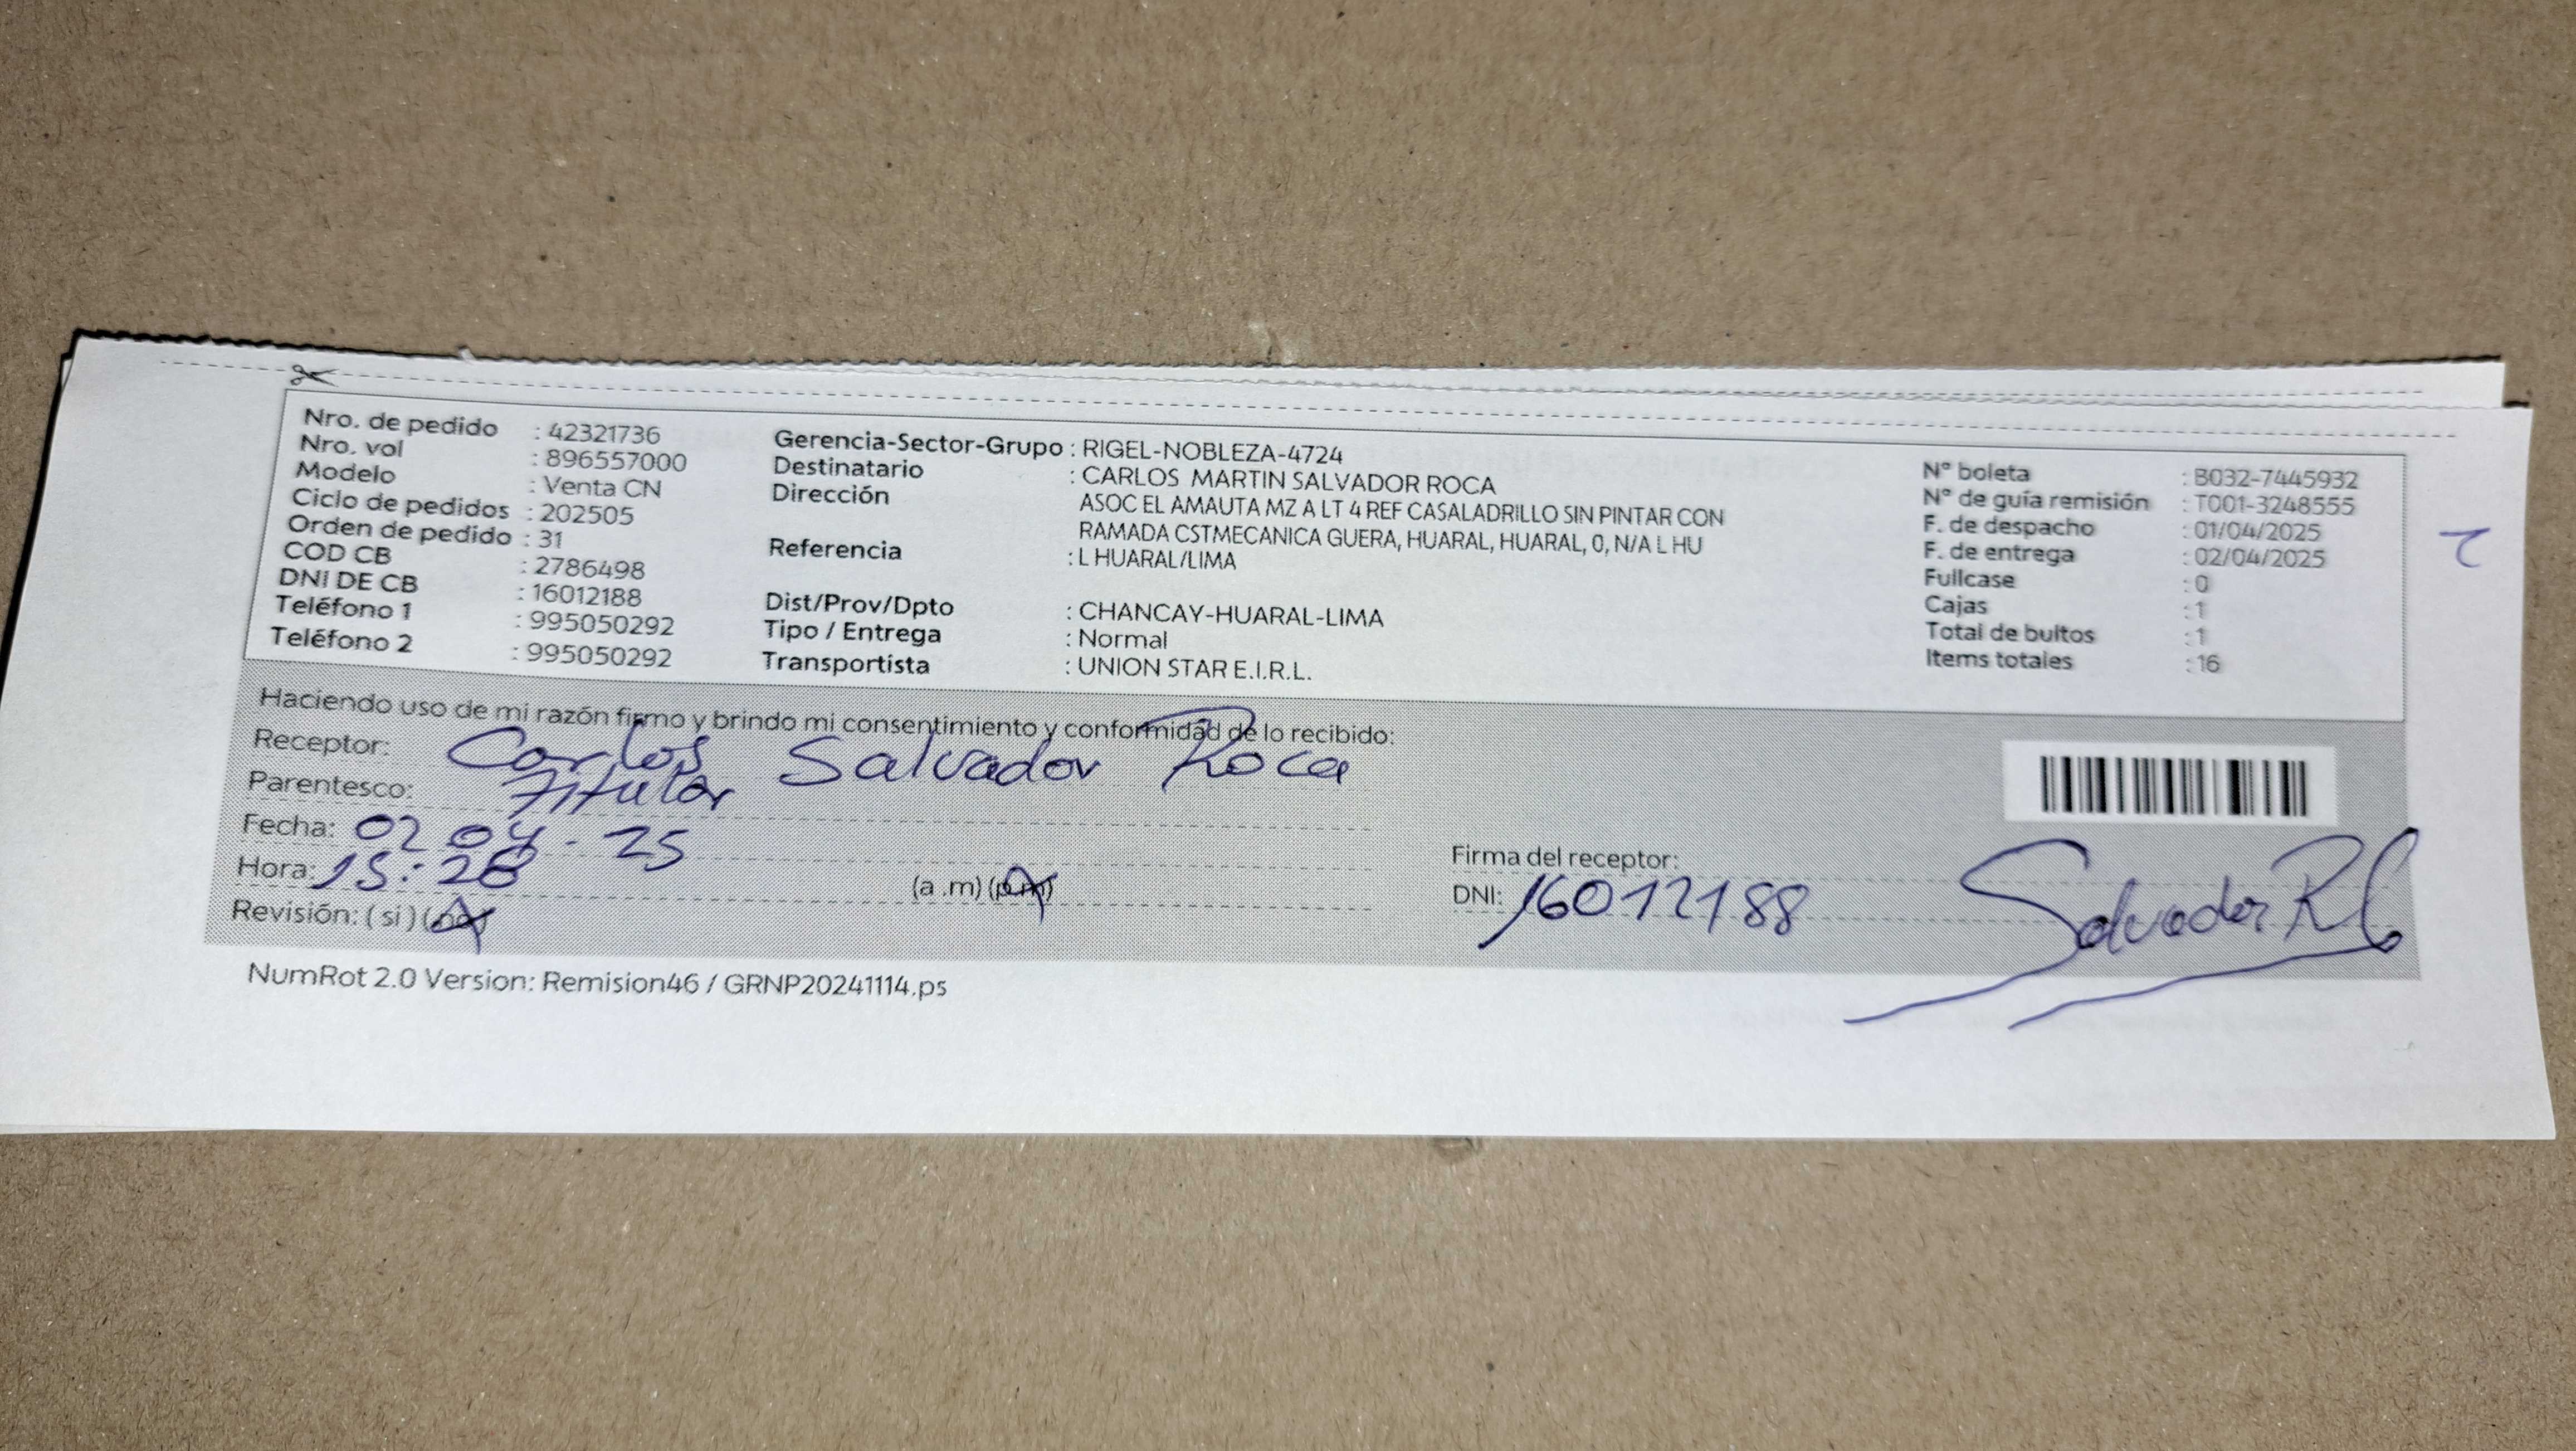 Nro. de pedido : 42321736
Nro. vol : 896557000
Modelo : Venta CN
Ciclo de pedidos : 202505
Orden de pedido : 31
COD CB : 2786498
DNI DE CB : 16012188
Teléfono 1 : 995050292
Teléfono 2 : 995050292
Gerencia-Sector-Grupo : RIGEL-NOBLEZA-4724
Destinatario : CARLOS MARTIN SALVADOR ROCA
Dirección ASOC EL AMAUTA MZ A LT 4 REF CASALADRILLO SIN PINTAR CON
RAMADA CSTMECANICA GUERA, HUARAL, HUARAL, 0, N/A L HU
Referencia : L HUARAL/LIMA
Dist/Prov/Dpto : CHANCAY-HUARAL-LIMA
Tipo / Entrega : Normal
Transportista : UNION STAR E.I.R.L.
N° boleta : B032-7445932
N° de guía remisión : T001-3248555
F. de despacho : 01/04/2025
F. de entrega : 02/04/2025
Fullcase : 0
Cajas : 1
Total de bultos : 1
Items totales : 16
Haciendo uso de mi razón firmo y brindo mi consentimiento y conformidad de lo recibido:
Receptor: Carlos Salvador Roca
Parentesco: Titular
Fecha: 02 04 - 25
Hora: 15:28 (a .m) (p.m)
Revisión: ( si ) ( no )
Firma del receptor: Salvador R
DNI: 16012188
NumRot 2.0 Version: Remision46 / GRNP20241114.ps